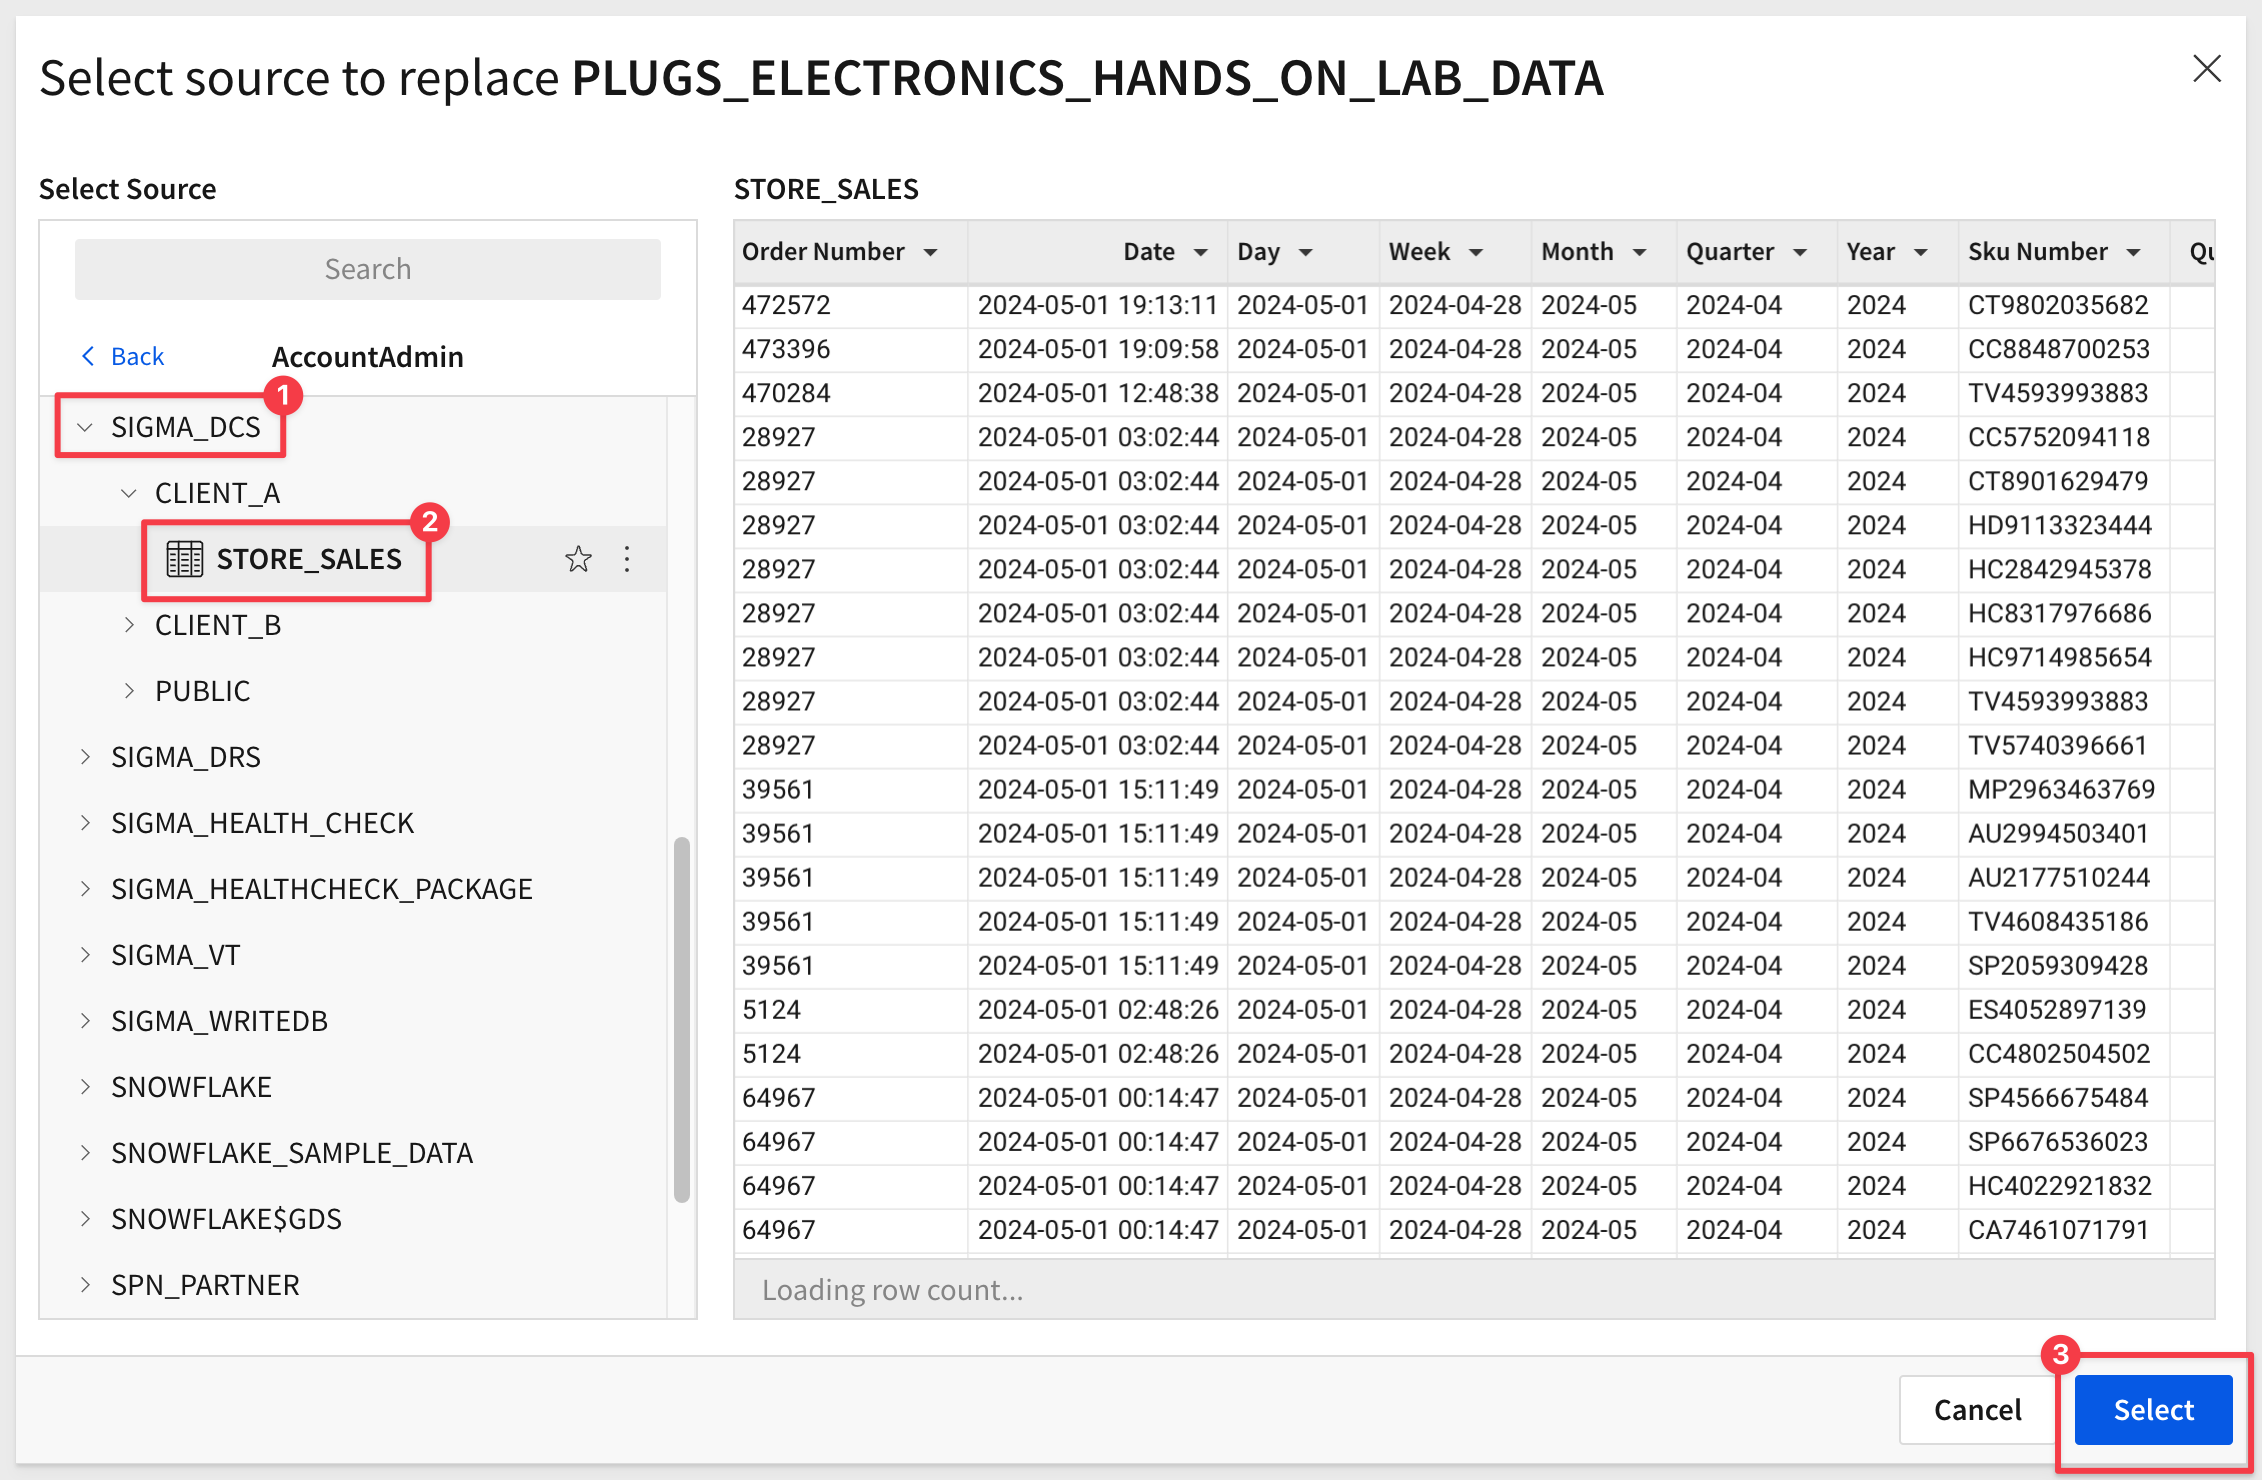 Select source to replace PLUGS_ELECTRONICS_HANDS_ON_LAB_DATA
Select Source
Search
Back AccountAdmin
1
SIGMA_DCS
CLIENT_A
2
STORE_SALES
CLIENT_B
PUBLIC
SIGMA_DRS
SIGMA_HEALTH_CHECK
SIGMA_HEALTHCHECK_PACKAGE
SIGMA_VT
SIGMA_WRITEDB
SNOWFLAKE
SNOWFLAKE_SAMPLE_DATA
SNOWFLAKE$GDS
SPN_PARTNER
STORE_SALES
Order Number Date Day Week Month Quarter Year Sku Number Qu
472572 2024-05-01 19:13:11 2024-05-01 2024-04-28 2024-05 2024-04 2024 CT9802035682
473396 2024-05-01 19:09:58 2024-05-01 2024-04-28 2024-05 2024-04 2024 CC8848700253
470284 2024-05-01 12:48:38 2024-05-01 2024-04-28 2024-05 2024-04 2024 TV4593993883
28927 2024-05-01 03:02:44 2024-05-01 2024-04-28 2024-05 2024-04 2024 CC5752094118
28927 2024-05-01 03:02:44 2024-05-01 2024-04-28 2024-05 2024-04 2024 CT8901629479
28927 2024-05-01 03:02:44 2024-05-01 2024-04-28 2024-05 2024-04 2024 HD9113323444
28927 2024-05-01 03:02:44 2024-05-01 2024-04-28 2024-05 2024-04 2024 HC2842945378
28927 2024-05-01 03:02:44 2024-05-01 2024-04-28 2024-05 2024-04 2024 HC8317976686
28927 2024-05-01 03:02:44 2024-05-01 2024-04-28 2024-05 2024-04 2024 HC9714985654
28927 2024-05-01 03:02:44 2024-05-01 2024-04-28 2024-05 2024-04 2024 TV4593993883
28927 2024-05-01 03:02:44 2024-05-01 2024-04-28 2024-05 2024-04 2024 TV5740396661
39561 2024-05-01 15:11:49 2024-05-01 2024-04-28 2024-05 2024-04 2024 MP2963463769
39561 2024-05-01 15:11:49 2024-05-01 2024-04-28 2024-05 2024-04 2024 AU2994503401
39561 2024-05-01 15:11:49 2024-05-01 2024-04-28 2024-05 2024-04 2024 AU2177510244
39561 2024-05-01 15:11:49 2024-05-01 2024-04-28 2024-05 2024-04 2024 TV4608435186
39561 2024-05-01 15:11:49 2024-05-01 2024-04-28 2024-05 2024-04 2024 SP2059309428
5124 2024-05-01 02:48:26 2024-05-01 2024-04-28 2024-05 2024-04 2024 ES4052897139
5124 2024-05-01 02:48:26 2024-05-01 2024-04-28 2024-05 2024-04 2024 CC4802504502
64967 2024-05-01 00:14:47 2024-05-01 2024-04-28 2024-05 2024-04 2024 SP4566675484
64967 2024-05-01 00:14:47 2024-05-01 2024-04-28 2024-05 2024-04 2024 SP6676536023
64967 2024-05-01 00:14:47 2024-05-01 2024-04-28 2024-05 2024-04 2024 HC4022921832
64967 2024-05-01 00:14:47 2024-05-01 2024-04-28 2024-05 2024-04 2024 CA7461071791
Loading row count...
3
Cancel Select